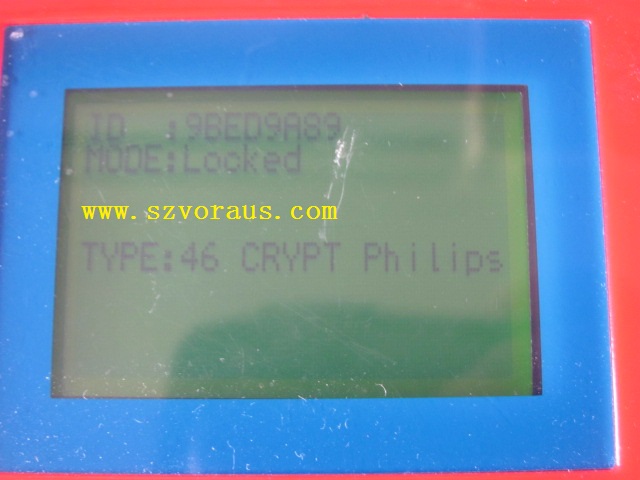 ID :9BED9A89
MODE:Locked
www.szvoraus.com
TYPE:46 CRYPT Philips